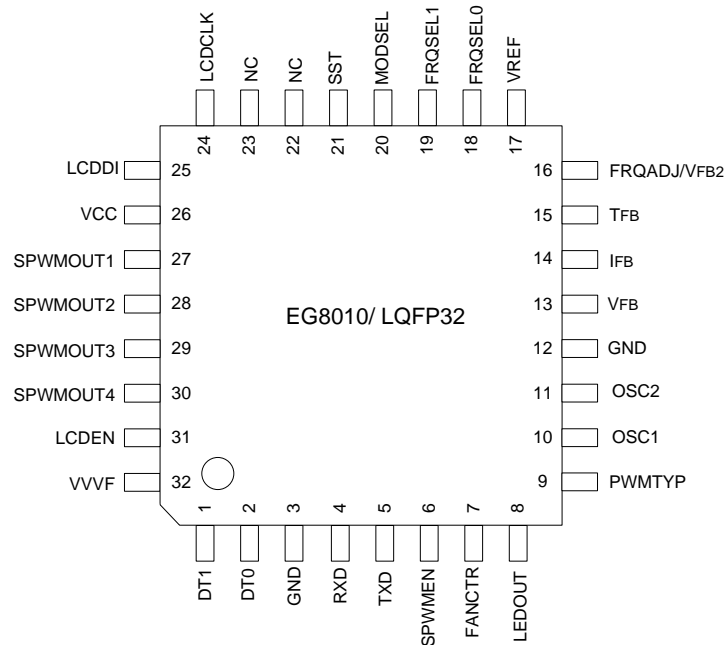 LCDCLK
NC
NC
SST
MODSEL
FRQSEL1
FRQSEL0
VREF
24
23
22
21
20
19
18
17
LCDDI 25
VCC 26
SPWMOUT1 27
SPWMOUT2 28
SPWMOUT3 29
SPWMOUT4 30
LCDEN 31
VVVF 32
EG8010/ LQFP32
16 FRQADJ/VFB2
15 TFB
14 IFB
13 VFB
12 GND
11 OSC2
10 OSC1
9 PWMTYP
1
2
3
4
5
6
7
8
DT1
DT0
GND
RXD
TXD
SPWMEN
FANCTR
LEDOUT